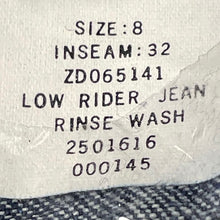 SIZE:8
INSEAM:32
ZD065141
LOW RIDER JEAN
RINSE WASH
2501616
000145